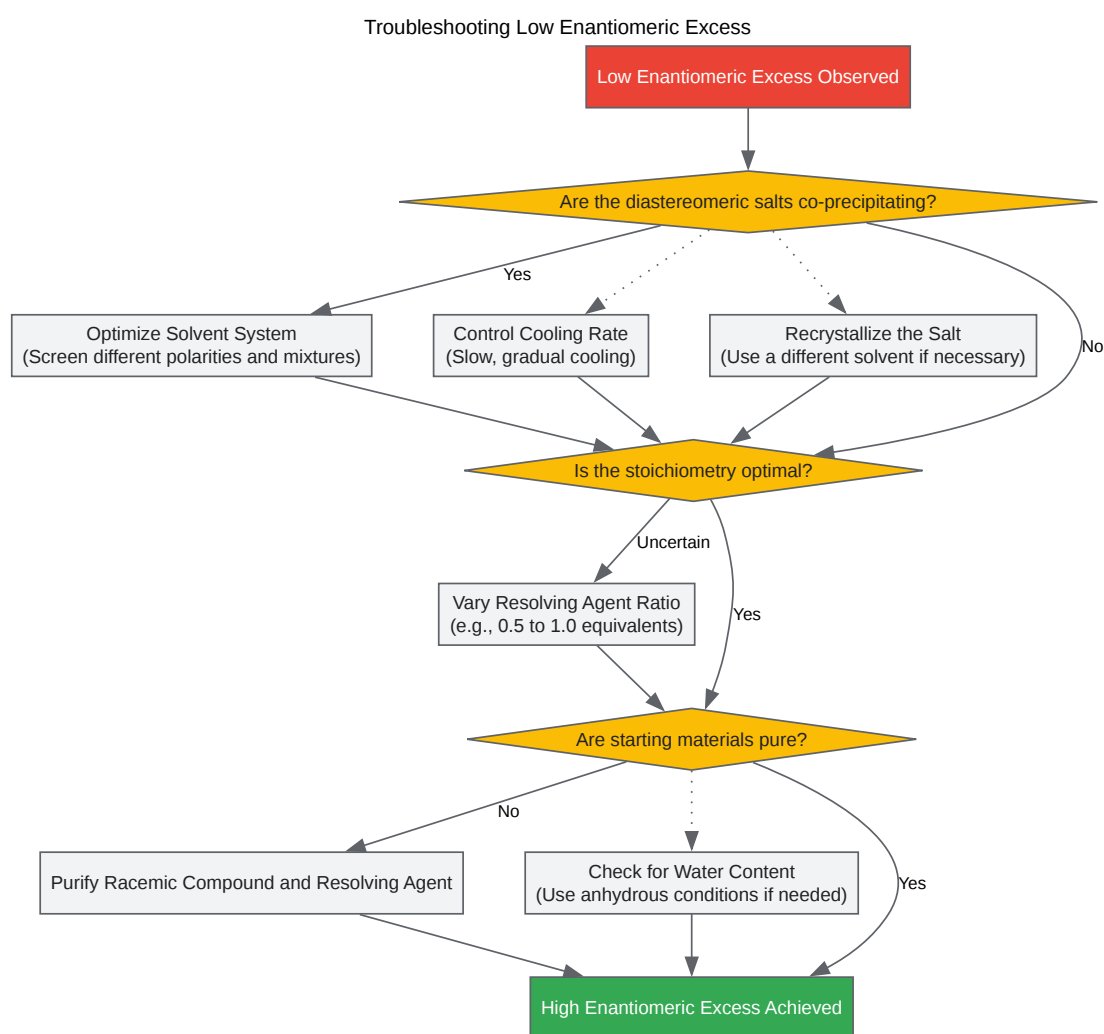 Troubleshooting Low Enantiomeric Excess
Low Enantiomeric Excess Observed
Are the diastereomeric salts co-precipitating?
Yes
Optimize Solvent System
(Screen different polarities and mixtures)
Control Cooling Rate
(Slow, gradual cooling)
Recrystallize the Salt
(Use a different solvent if necessary)
No
Is the stoichiometry optimal?
Uncertain
Vary Resolving Agent Ratio
(e.g., 0.5 to 1.0 equivalents)
Yes
Are starting materials pure?
No
Purify Racemic Compound and Resolving Agent
Check for Water Content
(Use anhydrous conditions if needed)
Yes
High Enantiomeric Excess Achieved